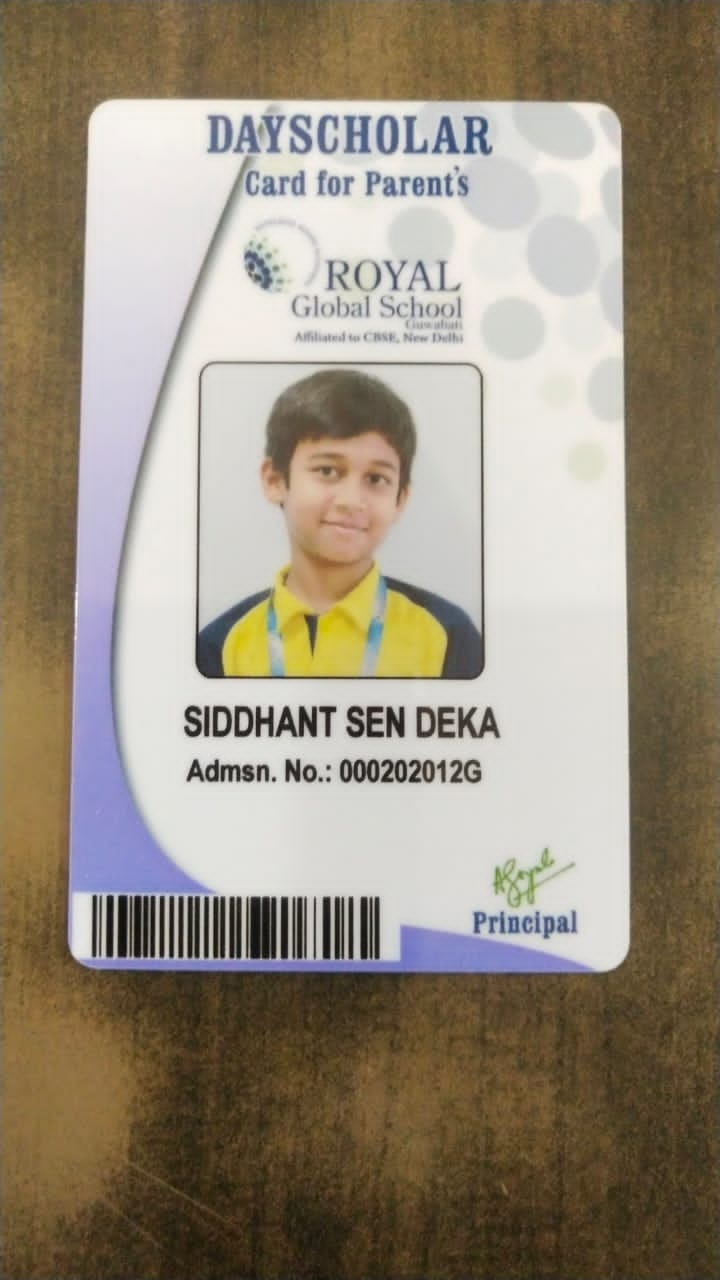 DAYSCHOLAR
Card for Parent's
ROYAL
Global School
Guwahati
Affiliated to CBSE, New Delhi
SIDDHANT SEN DEKA
Admsn. No.: 000202012G
Principal